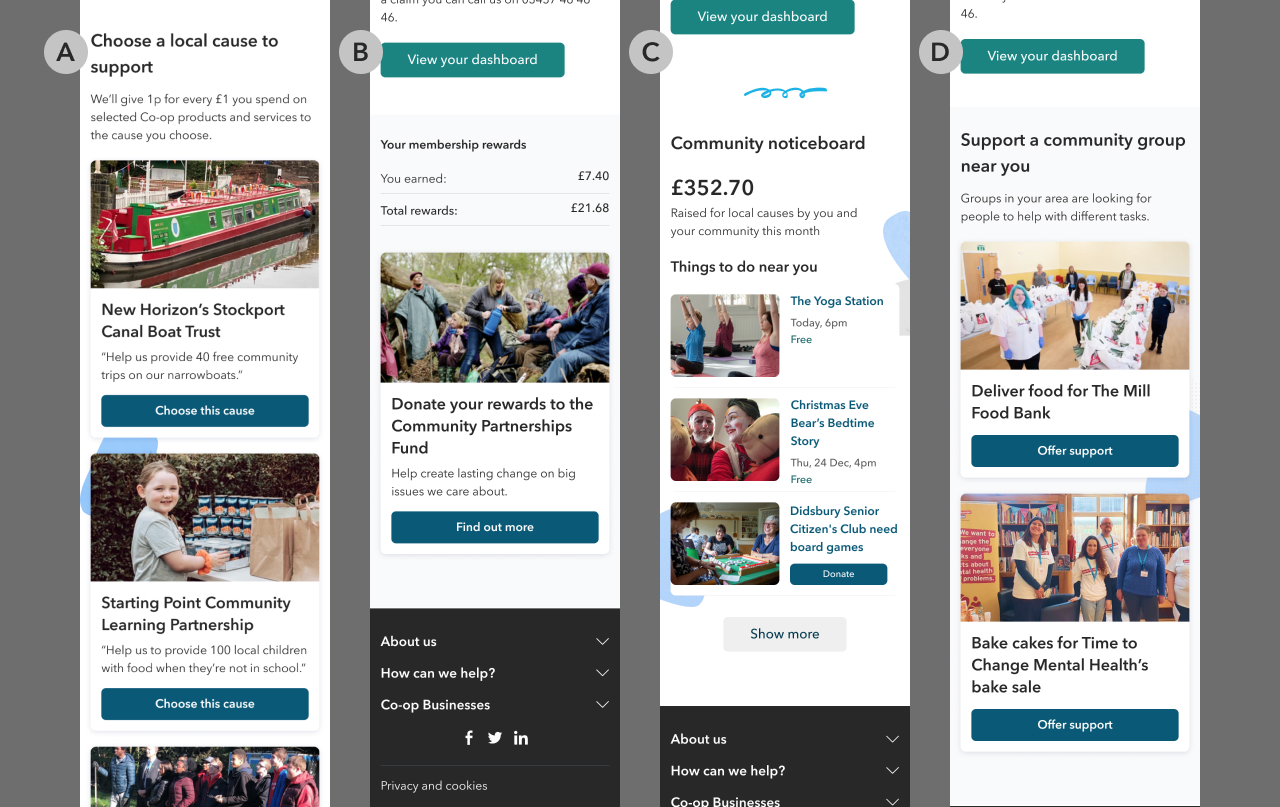 A
Choose a local cause to
support
We’ll give 1p for every £1 you spend on
selected Co-op products and services to
the cause you choose.
New Horizon’s Stockport
Canal Boat Trust
“Help us provide 40 free community
trips on our narrowboats.”
Choose this cause
Starting Point Community
Learning Partnership
“Help us to provide 100 local children
with food when they’re not in school.”
Choose this cause
B
46.
View your dashboard
Your membership rewards
You earned: £7.40
Total rewards: £21.68
Donate your rewards to the
Community Partnerships
Fund
Help create lasting change on big
issues we care about.
Find out more
About us
How can we help?
Co-op Businesses
Privacy and cookies
C
View your dashboard
Community noticeboard
£352.70
Raised for local causes by you and
your community this month
Things to do near you
The Yoga Station
Today, 6pm
Free
Christmas Eve
Bear’s Bedtime
Story
Thu, 24 Dec, 4pm
Free
Didsbury Senior
Citizen's Club need
board games
Donate
Show more
About us
How can we help?
Co-op Businesses
D
46.
View your dashboard
Support a community group
near you
Groups in your area are looking for
people to help with different tasks.
Deliver food for The Mill
Food Bank
Offer support
Bake cakes for Time to
Change Mental Health’s
bake sale
Offer support